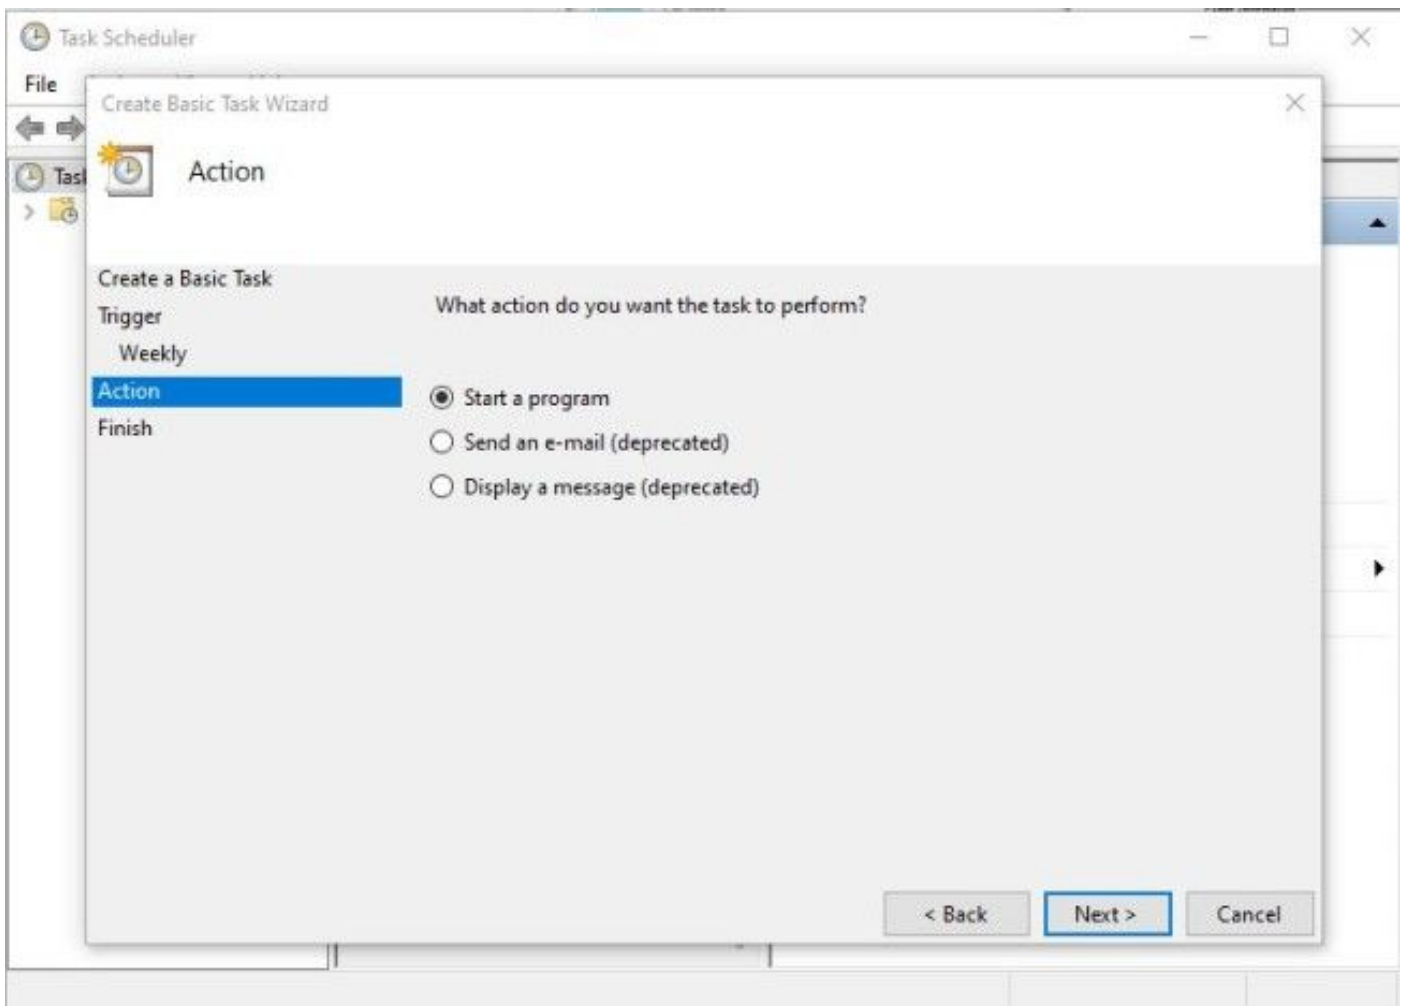 Task Scheduler
File
Create Basic Task Wizard
Action
Create a Basic Task
Trigger
Weekly
Action
Finish
What action do you want the task to perform?
Start a program
Send an e-mail (deprecated)
Display a message (deprecated)
< Back
Next >
Cancel